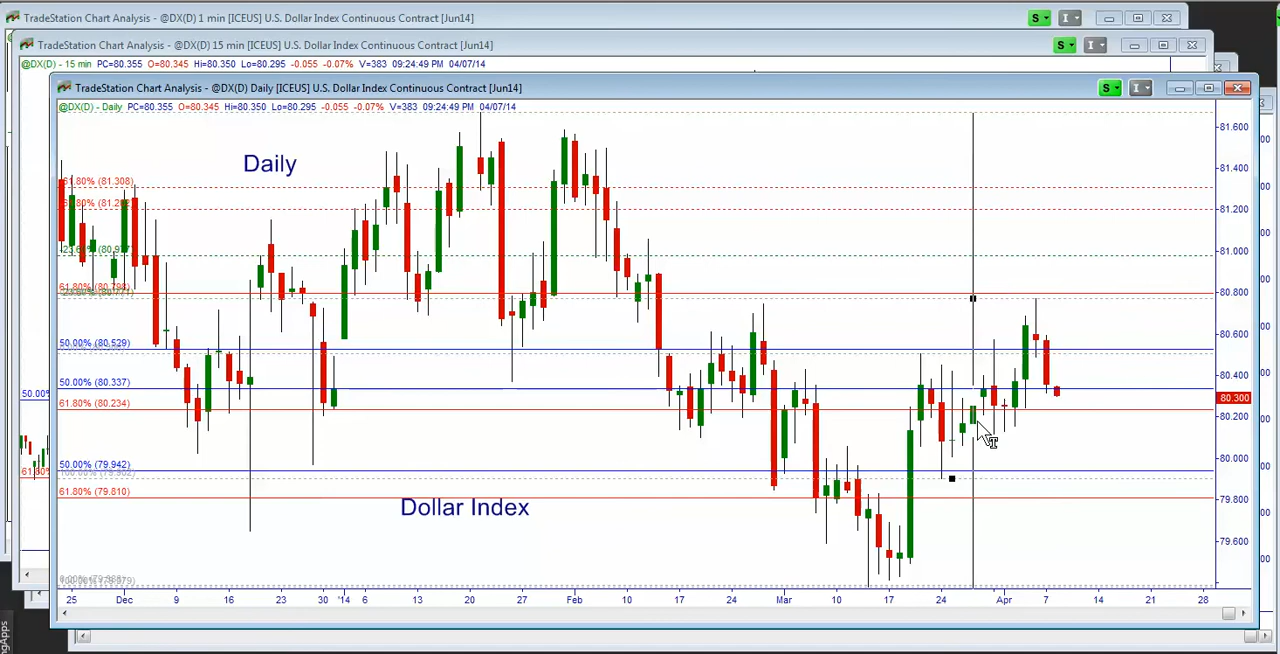 TradeStation Chart Analysis - @DX(D) 1 min [ICEUS] U.S. Dollar Index Continuous Contract [Jun14]
S
I
TradeStation Chart Analysis - @DX(D) 15 min [ICEUS] U.S. Dollar Index Continuous Contract [Jun14]
S
I
@DX(D) - 15 min PC=80.355 O=80.345 Hi=80.350 Lo=80.295 -0.055 -0.07% V=383 09:24:49 PM 04/07/14
TradeStation Chart Analysis - @DX(D) Daily [ICEUS] U.S. Dollar Index Continuous Contract [Jun14]
S
I
@DX(D) - Daily PC=80.355 O=80.345 Hi=80.350 Lo=80.295 -0.055 -0.07% V=383 09:24:49 PM 04/07/14
81.600
Daily
81.400
61.80% (81.308)
81.200
81.000
61.80% (80.798)
80.800
80.600
50.00% (80.529)
80.400
50.00% (80.337)
50.00%
80.300
61.80% (80.234)
80.200
80.000
50.00% (79.942)
61.80%
61.80% (79.810)
79.800
Dollar Index
79.600
25 Dec 9 16 23 30 '14 6 13 20 27 Feb 10 17 24 Mar 10 17 24 Apr 7 14 21 28